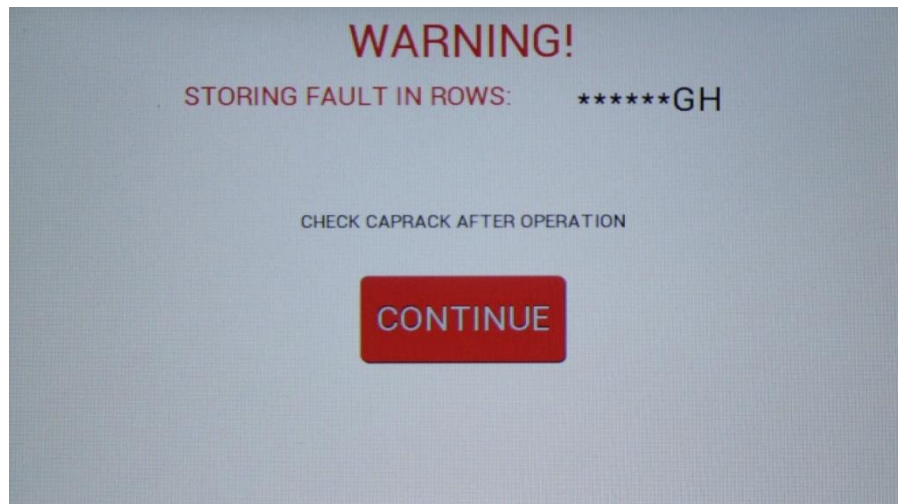 WARNING!
STORING FAULT IN ROWS: ******GH
CHECK CAPRACK AFTER OPERATION
CONTINUE